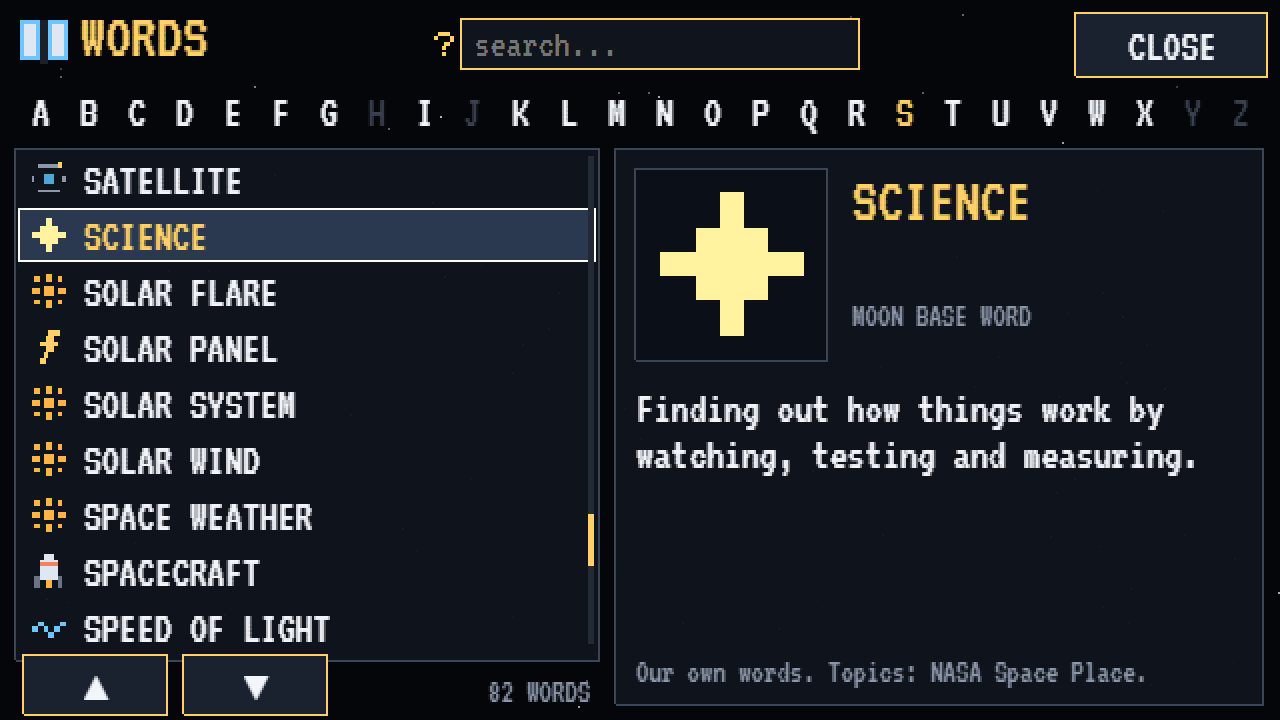 WORDS
? search...
CLOSE
A B C D E F G H I J K L M N O P Q R S T U V W X Y Z
SATELLITE
SCIENCE
SOLAR FLARE
SOLAR PANEL
SOLAR SYSTEM
SOLAR WIND
SPACE WEATHER
SPACECRAFT
SPEED OF LIGHT
82 WORDS
SCIENCE
MOON BASE WORD
Finding out how things work by
watching, testing and measuring.
Our own words. Topics: NASA Space Place.